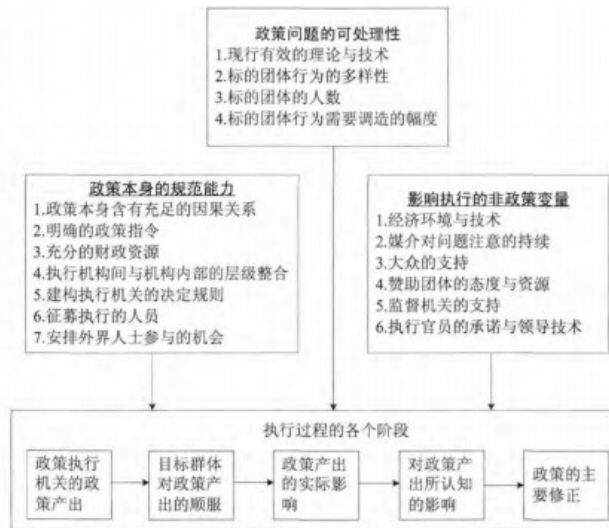 政策问题的可处理性
1.现行有效的理论与技术
2.标的团体行为的多样性
3.标的团体的人数
4.标的团体行为需要调造的幅度
政策本身的规范能力
1.政策本身含有充足的因果关系
2.明确的政策指令
3.充分的财政资源
4.执行机构间与机构内部的层级整合
5.建构执行机关的决定规则
6.征募执行的人员
7.安排外界人士参与的机会
影响执行的非政策变量
1.经济环境与技术
2.媒介对问题注意的持续
3.大众的支持
4.赞助团体的态度与资源
5.监督机关的支持
6.执行官员的承诺与领导技术
执行过程的各个阶段
政策执行
机关的政
策产出
目标群体
对政策产
出的顺服
政策产出
的实际影
响
对政策产
出所认知
的影响
政策的主
要修正